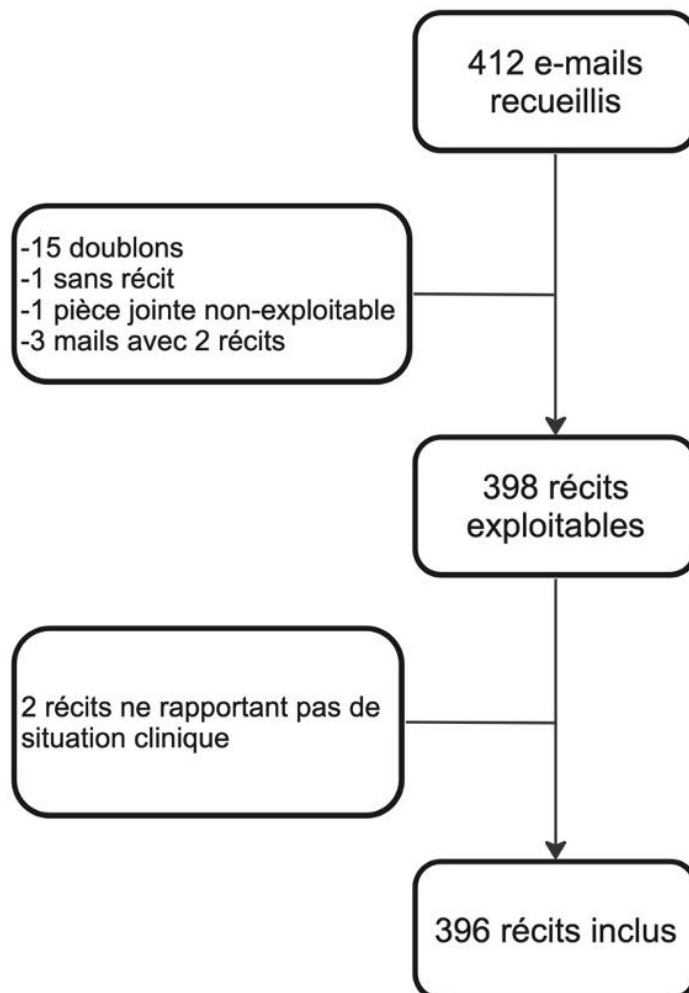 412 e-mails
recueillis
-15 doublons
-1 sans récit
-1 pièce jointe non-exploitable
-3 mails avec 2 récits
398 récits
exploitables
2 récits ne rapportant pas de
situation clinique
396 récits inclus